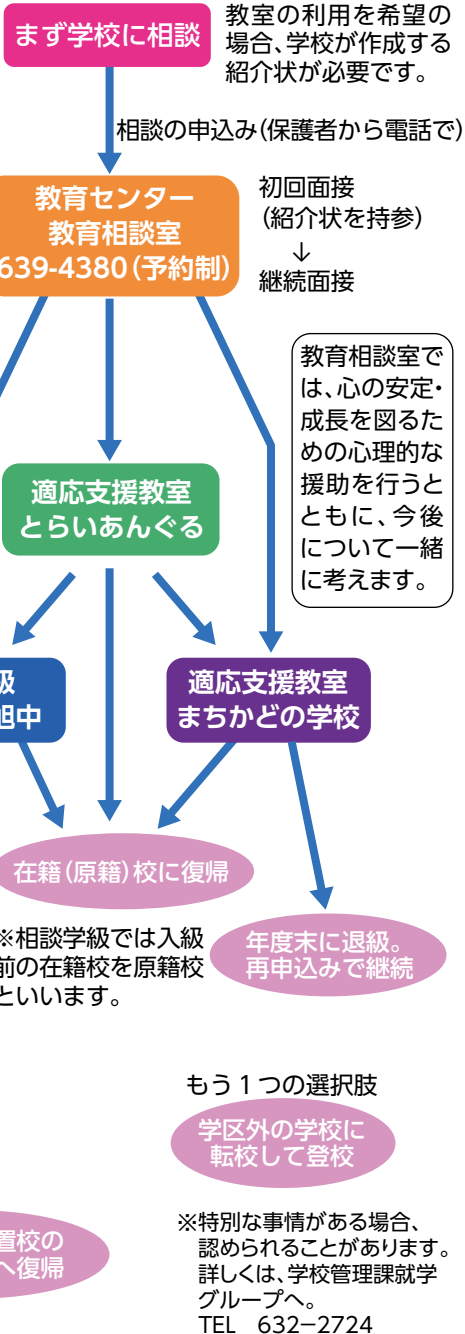 まず学校に相談
教室の利用を希望の
場合、学校が作成する
紹介状が必要です。
相談の申込み(保護者から電話で)
教育センター
教育相談室
639-4380(予約制)
初回面接
(紹介状を持参)
↓
継続面接
教育相談室で
は、心の安定・
成長を図るた
めの心理的な
援助を行うと
ともに、今後
について一緒
に考えます。
適応支援教室
とらいあんぐる
級
旭中
適応支援教室
まちかどの学校
在籍(原籍)校に復帰
※相談学級では入級
前の在籍校を原籍校
といいます。
年度末に退級。
再申込みで継続
もう1つの選択肢
学区外の学校に
転校して登校
置校の
へ復帰
※特別な事情がある場合、
認められることがあります。
詳しくは、学校管理課就学
グループへ。
TEL 632−2724